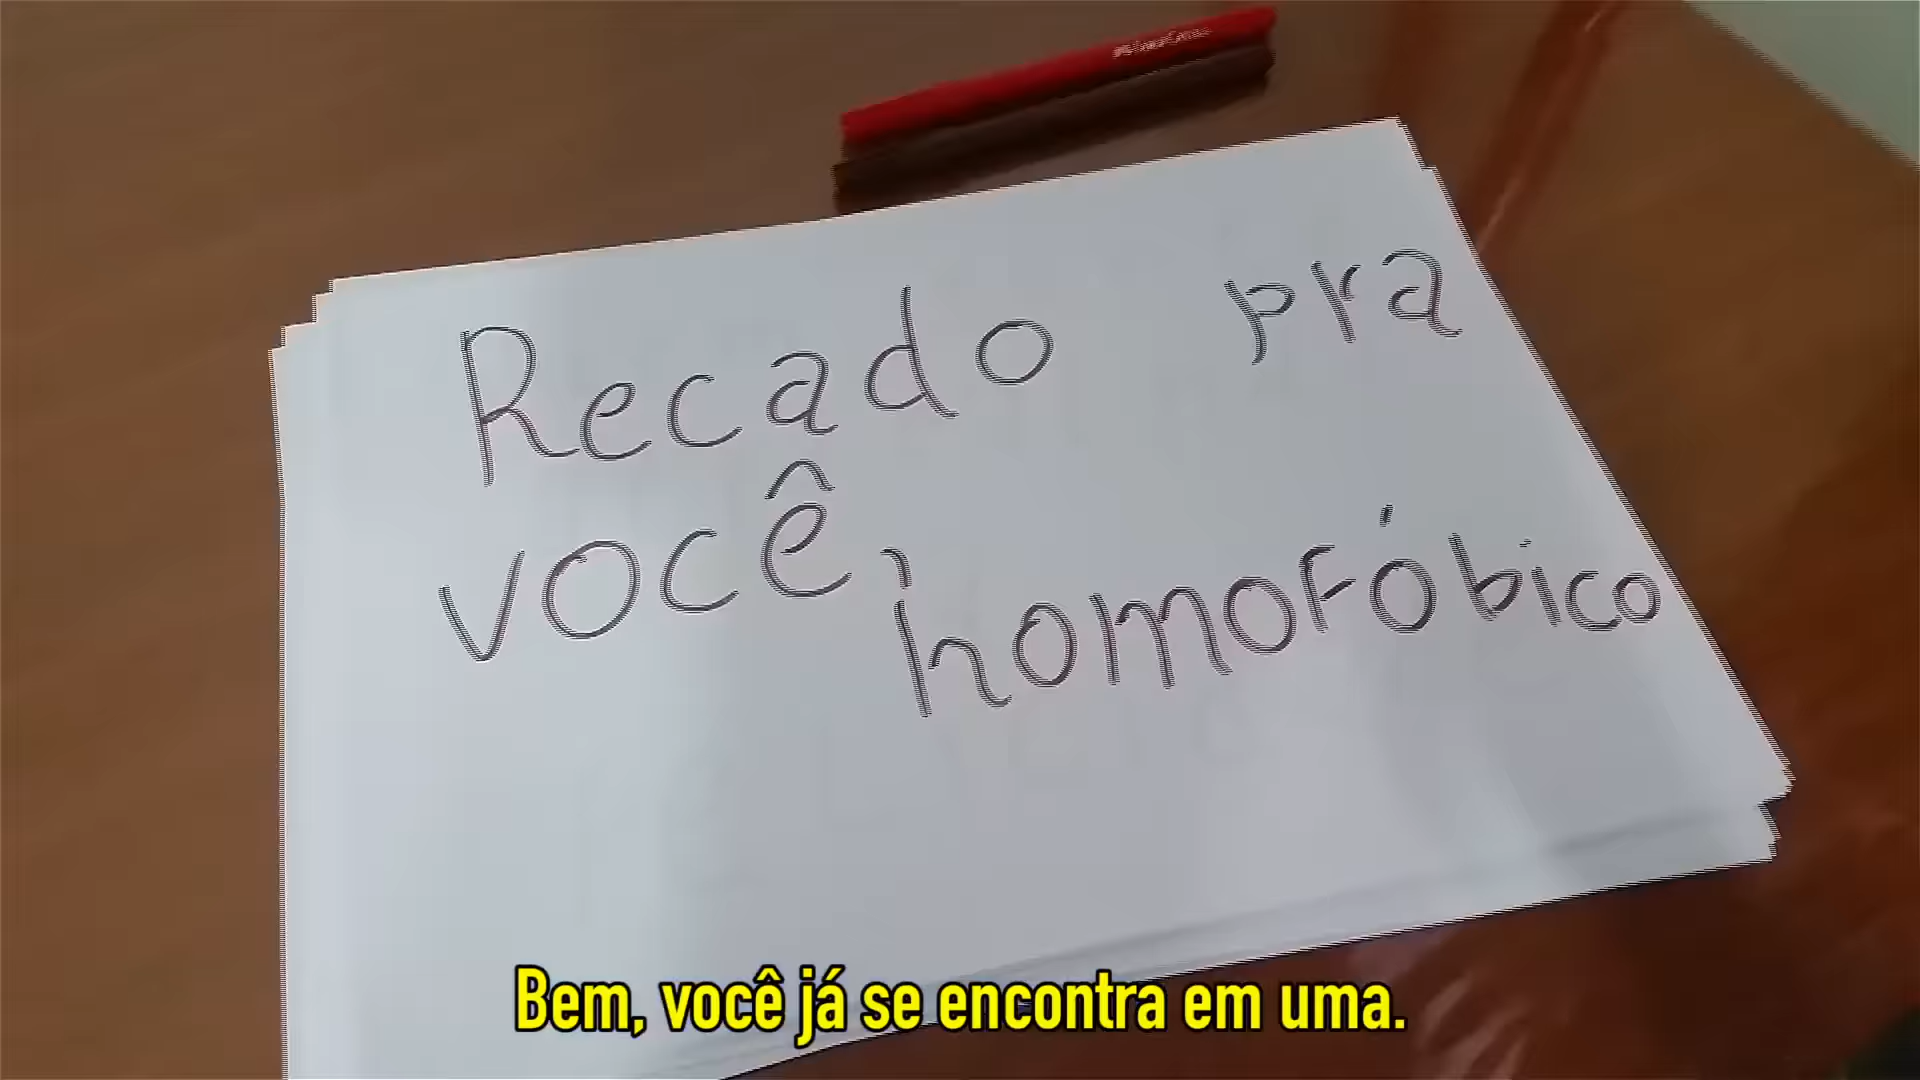 Recado pra
você,
homofóbico
Bem, você já se encontra em uma.